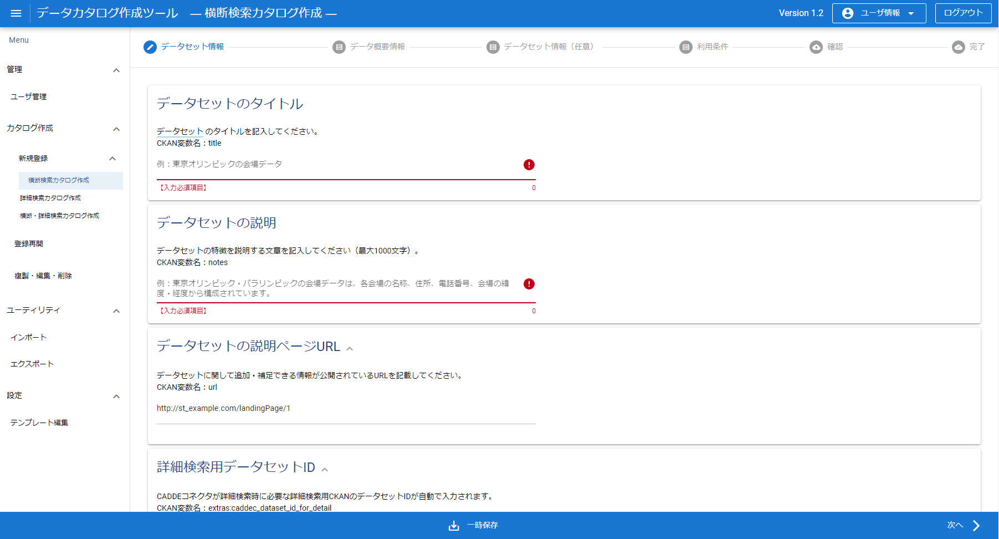 データカタログ作成ツール — 横断検索カタログ作成 —
Version 1.2
ユーザ情報
ログアウト
Menu
管理
ユーザ管理
カタログ作成
新規登録
横断検索カタログ作成
詳細検索カタログ作成
横断・詳細検索カタログ作成
登録再開
複製・編集・削除
ユーティリティ
インポート
エクスポート
設定
テンプレート編集
データセット情報
データ概要情報
データセット情報（任意）
利用条件
確認
完了
データセットのタイトル
データセット のタイトルを記入してください。
CKAN変数名：title
例：東京オリンピックの会場データ
【入力必須項目】
0
データセットの説明
データセットの特徴を説明する文章を記入してください（最大1000文字）。
CKAN変数名：notes
例：東京オリンピック・パラリンピックの会場データは、各会場の名称、住所、電話番号、会場の緯
度・経度から構成されています。
【入力必須項目】
0
データセットの説明ページURL
データセットに関して追加・補足できる情報が公開されているURLを記載してください。
CKAN変数名：url
http://st_example.com/landingPage/1
詳細検索用データセットID
CADDEコネクタが詳細検索時に必要な詳細検索用CKANのデータセットIDが自動で入力されます。
CKAN変数名：extras:caddec_dataset_id_for_detail
一時保存
次へ